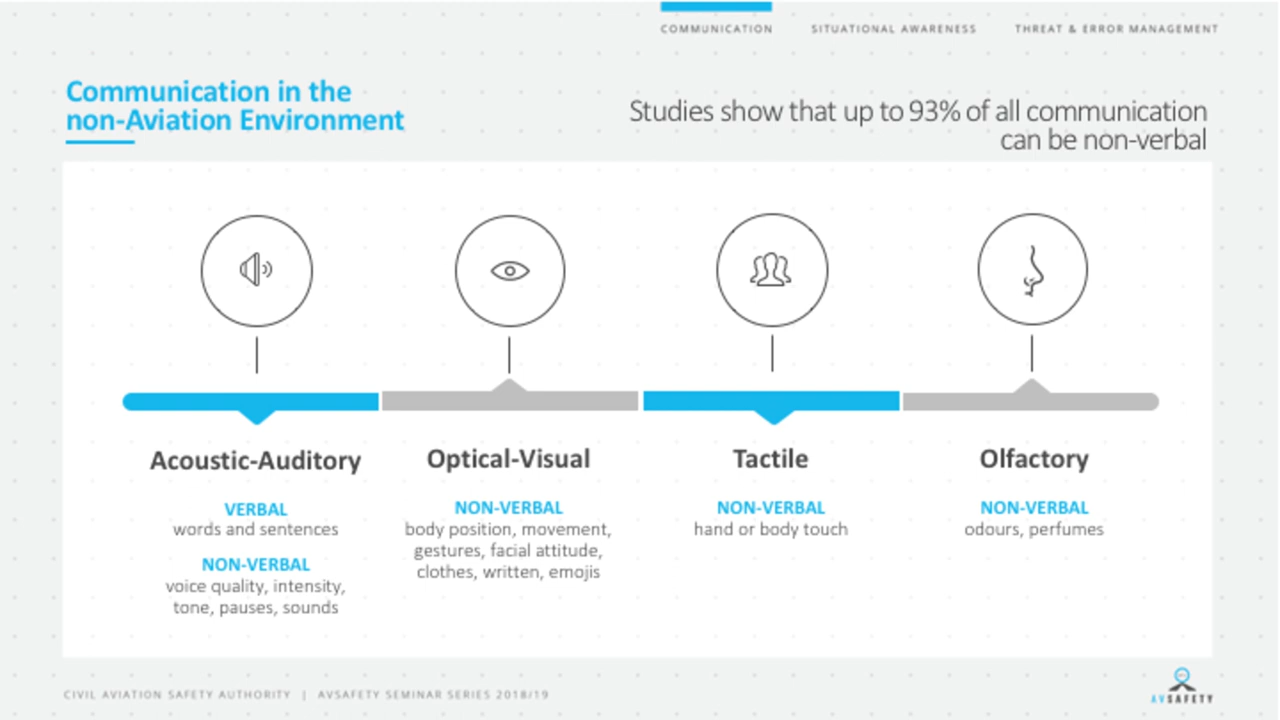 COMMUNICATION SITUATIONAL AWARENESS THREAT & ERROR MANAGEMENT
Communication in the
non-Aviation Environment
Studies show that up to 93% of all communication
can be non-verbal
Acoustic-Auditory
VERBAL
words and sentences
NON-VERBAL
voice quality, intensity,
tone, pauses, sounds
Optical-Visual
NON-VERBAL
body position, movement,
gestures, facial attitude,
clothes, written, emojis
Tactile
NON-VERBAL
hand or body touch
Olfactory
NON-VERBAL
odours, perfumes
CIVIL AVIATION SAFETY AUTHORITY | AVSAFETY SEMINAR SERIES 2018/19
AVSAFETY